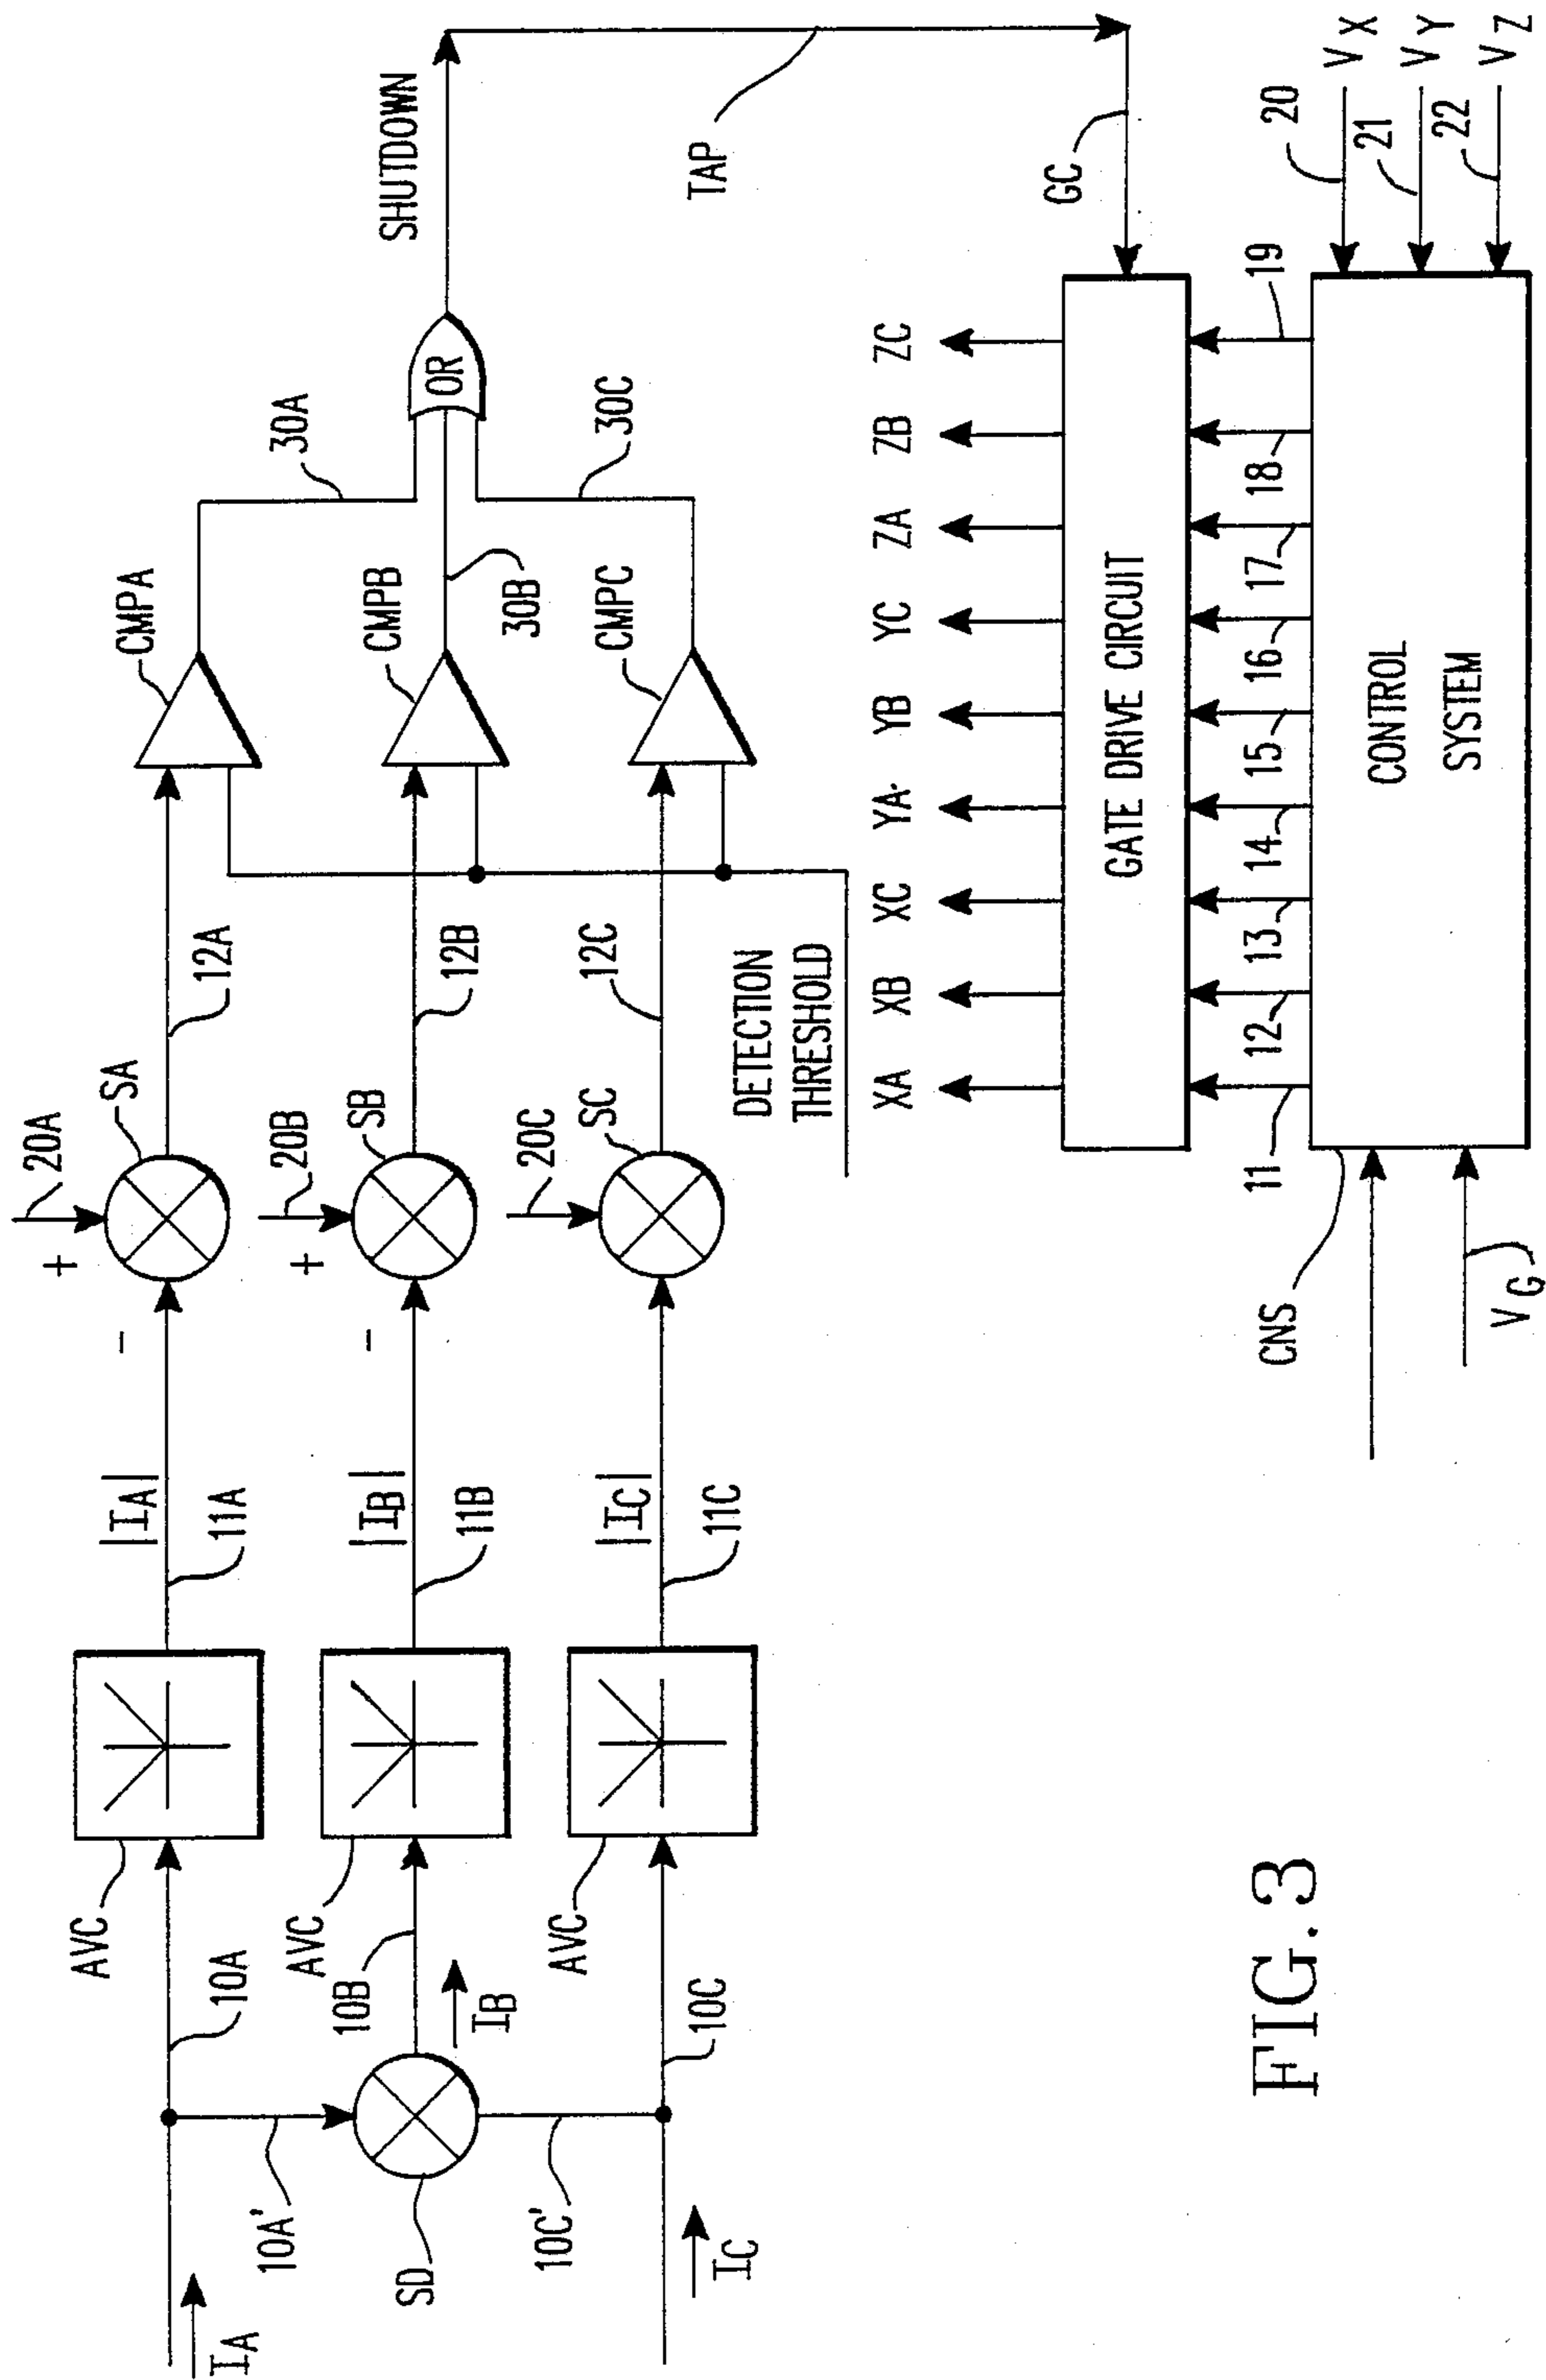 20A
SA
CMPA
+
-
|IA|
12A
30A
SHUTDOWN
AVC
10A
11A
IA
10A'
20B
SB
CMPB
+
-
|IB|
12B
30B
OR
AVC
10B
IB
11B
SD
10C'
20C
SC
CMPC
30C
|IC|
12C
AVC
10C
11C
IC
DETECTION
THRESHOLD
TAP
XA XB XC YA YB YC ZA ZB ZC
GC
GATE DRIVE CIRCUIT
11 12 13 14 15 16 17 18 19
CNS
VG
CONTROL
SYSTEM
20 VX
21 VY
22 VZ
FIG. 3